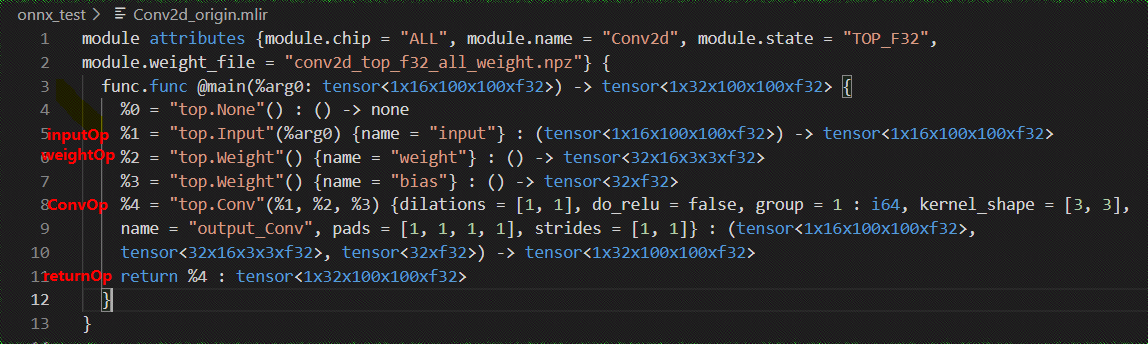 onnx_test > Conv2d_origin.mlir
1 module attributes {module.chip = "ALL", module.name = "Conv2d", module.state = "TOP_F32",
2 module.weight_file = "conv2d_top_f32_all_weight.npz"} {
3 func.func @main(%arg0: tensor<1x16x100x100xf32>) -> tensor<1x32x100x100xf32> {
4 %0 = "top.None"() : () -> none
inputOp 5 %1 = "top.Input"(%arg0) {name = "input"} : (tensor<1x16x100x100xf32>) -> tensor<1x16x100x100xf32>
weightOp 6 %2 = "top.Weight"() {name = "weight"} : () -> tensor<32x16x3x3xf32>
7 %3 = "top.Weight"() {name = "bias"} : () -> tensor<32xf32>
ConvOp 8 %4 = "top.Conv"(%1, %2, %3) {dilations = [1, 1], do_relu = false, group = 1 : i64, kernel_shape = [3, 3],
9 name = "output_Conv", pads = [1, 1, 1, 1], strides = [1, 1]} : (tensor<1x16x100x100xf32>,
10 tensor<32x16x3x3xf32>, tensor<32xf32>) -> tensor<1x32x100x100xf32>
returnOp 11 return %4 : tensor<1x32x100x100xf32>
12 }
13 }